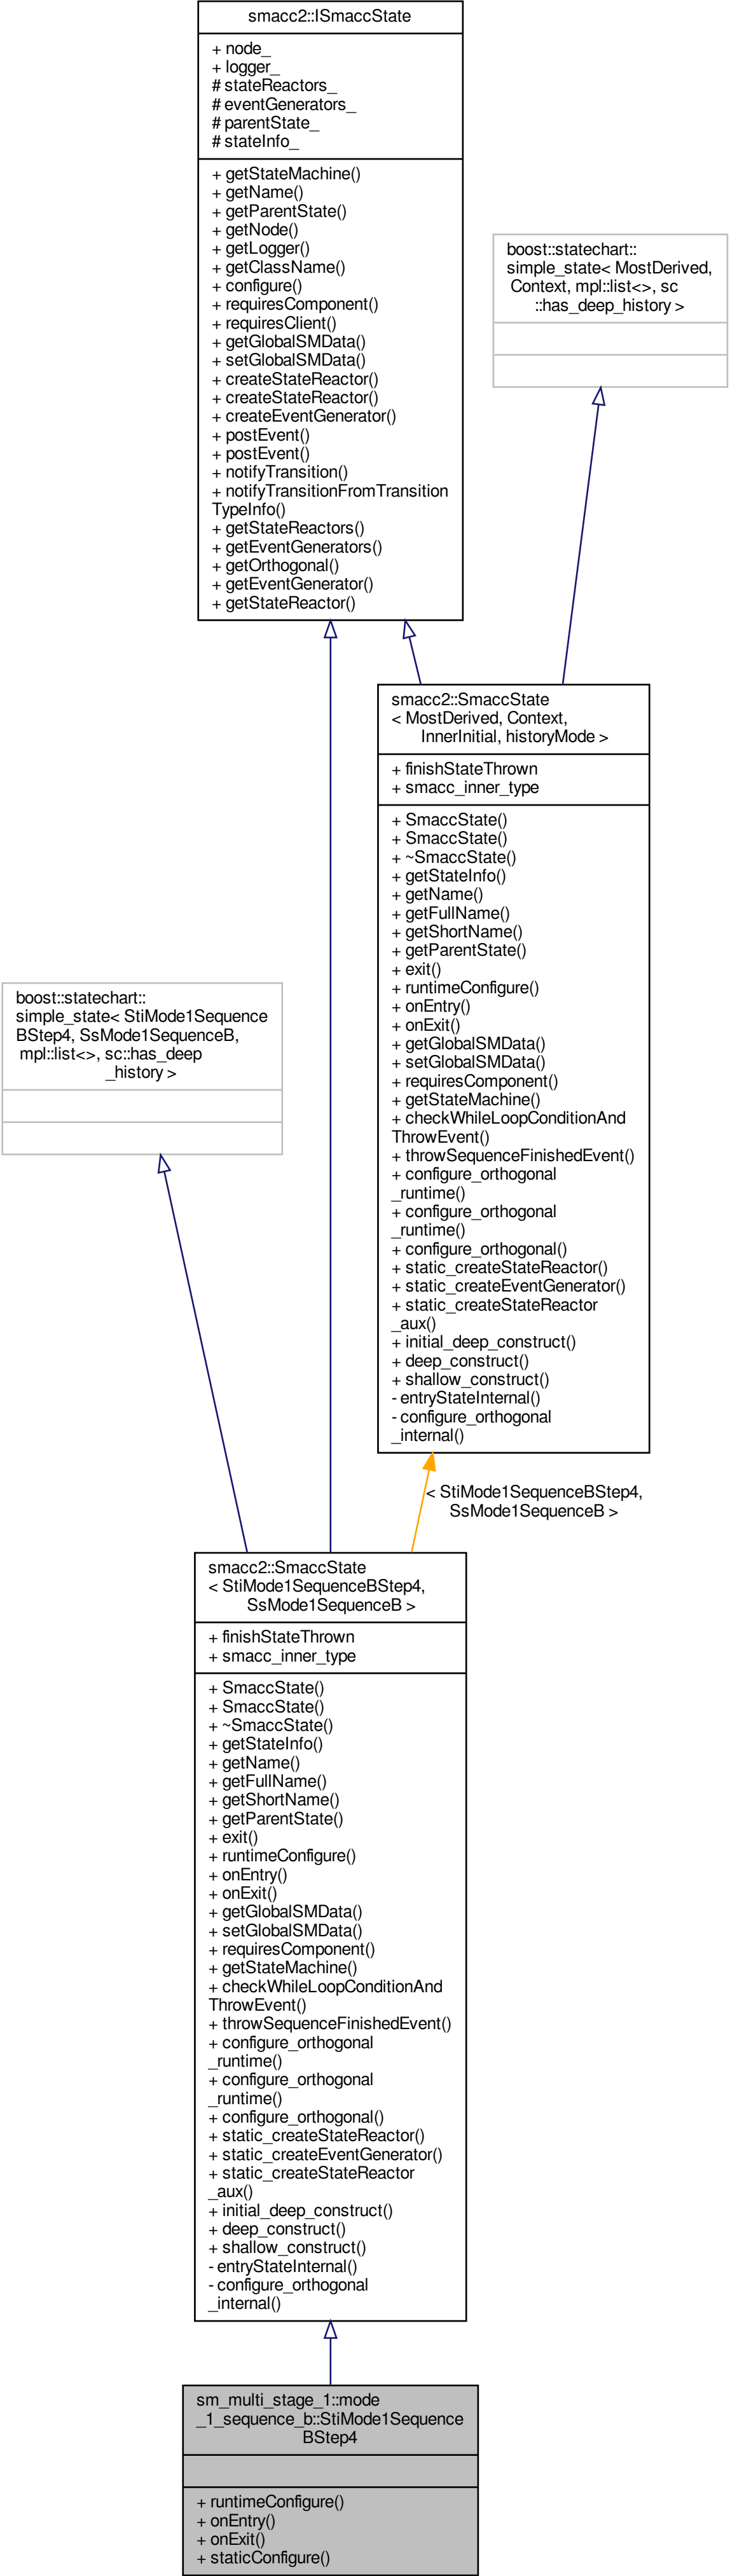 smacc2::ISmaccState
+ node_
+ logger_
# stateReactors_
# eventGenerators_
# parentState_
# stateInfo_
+ getStateMachine()
+ getName()
+ getParentState()
+ getNode()
+ getLogger()
+ getClassName()
+ configure()
+ requiresComponent()
+ requiresClient()
+ getGlobalSMData()
+ setGlobalSMData()
+ createStateReactor()
+ createStateReactor()
+ createEventGenerator()
+ postEvent()
+ postEvent()
+ notifyTransition()
+ notifyTransitionFromTransition
TypeInfo()
+ getStateReactors()
+ getEventGenerators()
+ getOrthogonal()
+ getEventGenerator()
+ getStateReactor()
boost::statechart::
simple_state< MostDerived,
Context, mpl::list<>, sc
::has_deep_history >
smacc2::SmaccState
< MostDerived, Context,
InnerInitial, historyMode >
+ finishStateThrown
+ smacc_inner_type
+ SmaccState()
+ SmaccState()
+ ~SmaccState()
+ getStateInfo()
+ getName()
+ getFullName()
+ getShortName()
+ getParentState()
+ exit()
+ runtimeConfigure()
+ onEntry()
+ onExit()
+ getGlobalSMData()
+ setGlobalSMData()
+ requiresComponent()
+ getStateMachine()
+ checkWhileLoopConditionAnd
ThrowEvent()
+ throwSequenceFinishedEvent()
+ configure_orthogonal
_runtime()
+ configure_orthogonal
_runtime()
+ configure_orthogonal()
+ static_createStateReactor()
+ static_createEventGenerator()
+ static_createStateReactor
_aux()
+ initial_deep_construct()
+ deep_construct()
+ shallow_construct()
- entryStateInternal()
- configure_orthogonal
_internal()
boost::statechart::
simple_state< StiMode1Sequence
BStep4, SsMode1SequenceB,
mpl::list<>, sc::has_deep
_history >
< StiMode1SequenceBStep4,
SsMode1SequenceB >
smacc2::SmaccState
< StiMode1SequenceBStep4,
SsMode1SequenceB >
+ finishStateThrown
+ smacc_inner_type
+ SmaccState()
+ SmaccState()
+ ~SmaccState()
+ getStateInfo()
+ getName()
+ getFullName()
+ getShortName()
+ getParentState()
+ exit()
+ runtimeConfigure()
+ onEntry()
+ onExit()
+ getGlobalSMData()
+ setGlobalSMData()
+ requiresComponent()
+ getStateMachine()
+ checkWhileLoopConditionAnd
ThrowEvent()
+ throwSequenceFinishedEvent()
+ configure_orthogonal
_runtime()
+ configure_orthogonal
_runtime()
+ configure_orthogonal()
+ static_createStateReactor()
+ static_createEventGenerator()
+ static_createStateReactor
_aux()
+ initial_deep_construct()
+ deep_construct()
+ shallow_construct()
- entryStateInternal()
- configure_orthogonal
_internal()
sm_multi_stage_1::mode
_1_sequence_b::StiMode1Sequence
BStep4
+ runtimeConfigure()
+ onEntry()
+ onExit()
+ staticConfigure()